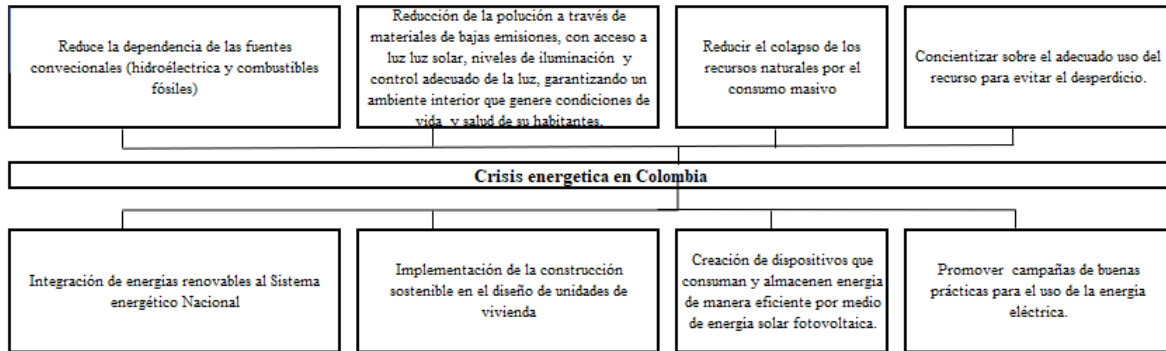 Reduce la dependencia de las fuentes
convecionales (hidroélectrica y combustibles
fósiles)
Reducción de la polución a través de
materiales de bajas emisiones, con acceso a
luz luz solar, niveles de iluminación y
control adecuado de la luz, garantizando un
ambiente interior que genere condiciones de
vida y salud de su habitantes.
Reducir el colapso de los
recursos naturales por el
consumo masivo
Concientizar sobre el adecuado uso del
recurso para evitar el desperdicio.
Crisis energetica en Colombia
Integración de energias renovables al Sistema
energético Nacional
Implementación de la construcción
sostenible en el diseño de unidades de
vivienda
Creación de dispositivos que
consuman y almacenen energía
de manera eficiente por medio
de energia solar fotovoltaica.
Promover campañas de buenas
prácticas para el uso de la energia
eléctrica.